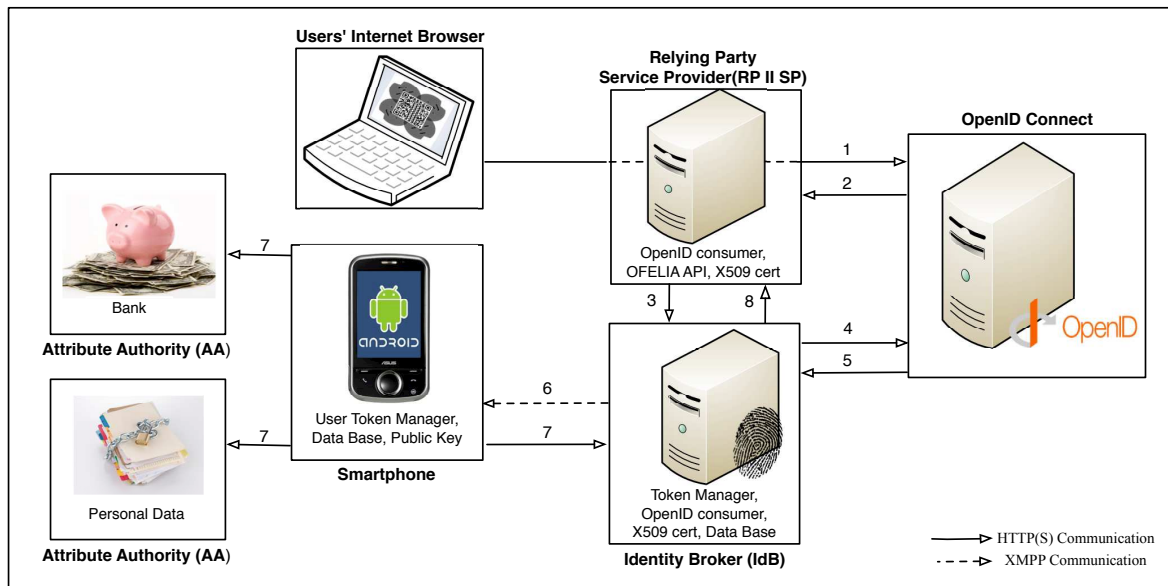 Users' Internet Browser
Relying Party
Service Provider(RP II SP)
OpenID consumer,
OFELIA API, X509 cert
OpenID Connect
OpenID
1
2
3
8
4
5
6
7
7
7
Bank
Attribute Authority (AA)
Personal Data
Attribute Authority (AA)
ANDROID
ASUS
User Token Manager,
Data Base, Public Key
Smartphone
Token Manager,
OpenID consumer,
X509 cert, Data Base
Identity Broker (IdB)
HTTP(S) Communication
XMPP Communication